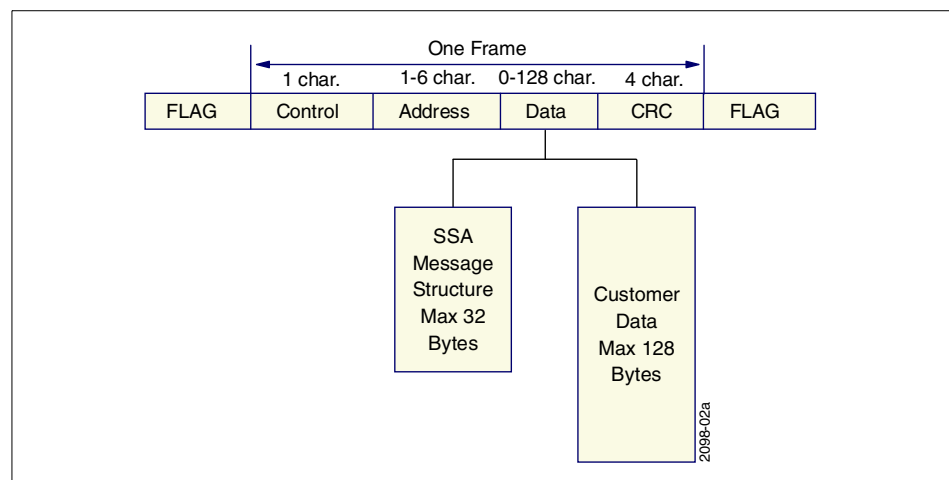 One Frame
1 char. 1-6 char. 0-128 char. 4 char.
FLAG Control Address Data CRC FLAG
SSA
Message
Structure
Max 32
Bytes
Customer
Data
Max 128
Bytes
2098-02a